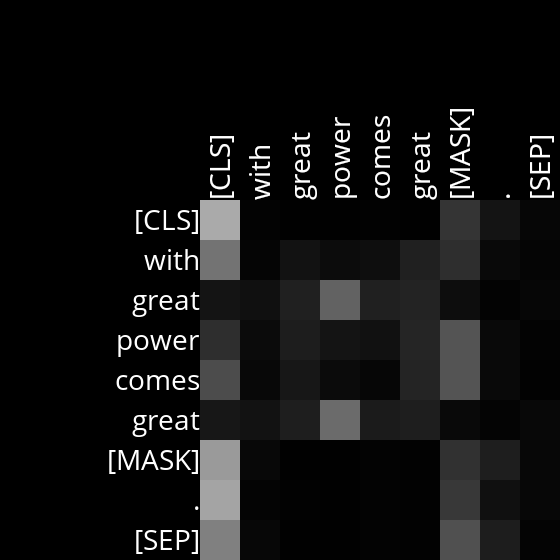 [CLS] with great power comes great [MASK] . [SEP]
[CLS]
with
great
power
comes
great
[MASK]
.
[SEP]